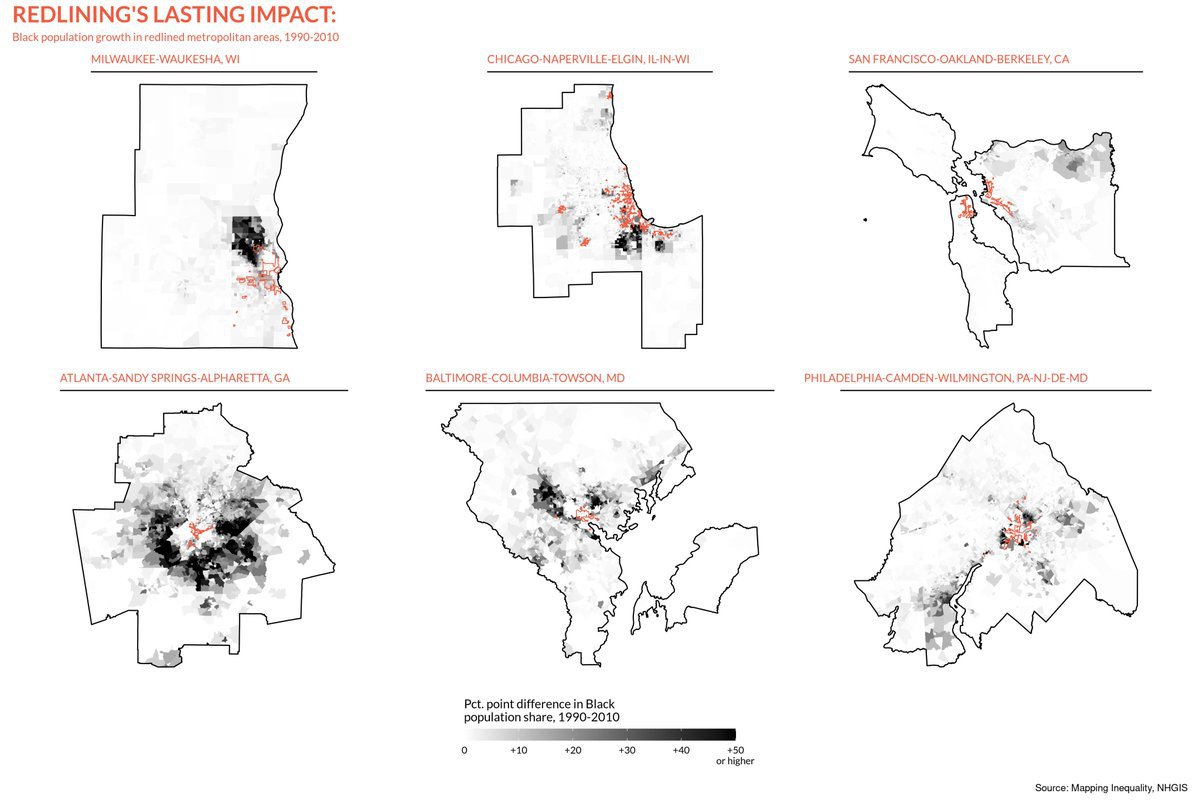 REDLINING'S LASTING IMPACT:
Black population growth in redlined metropolitan areas, 1990-2010
MILWAUKEE-WAUKESHA, WI
CHICAGO-NAPERVILLE-ELGIN, IL-IN-WI
SAN FRANCISCO-OAKLAND-BERKELEY, CA
ATLANTA-SANDY SPRINGS-ALPHARETTA, GA
BALTIMORE-COLUMBIA-TOWSON, MD
PHILADELPHIA-CAMDEN-WILMINGTON, PA-NJ-DE-MD
Pct. point difference in Black
population share, 1990-2010
0 +10 +20 +30 +40 +50
or higher
Source: Mapping Inequality, NHGIS